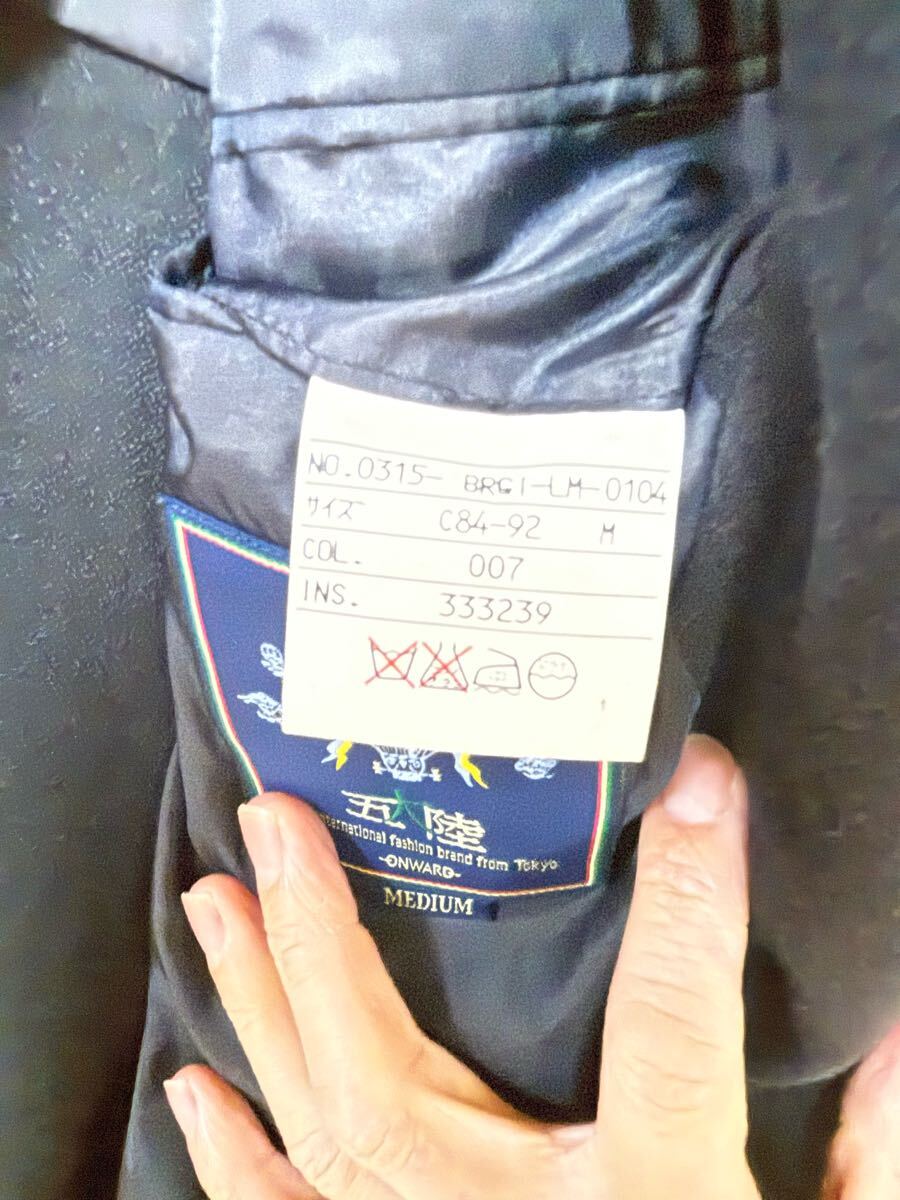 NO.0315- BRGI-LM-0104
サイズ C84-92 M
COL. 007
INS. 333239
五大陸
international fashion brand from Tokyo
-ONWARD-
MEDIUM